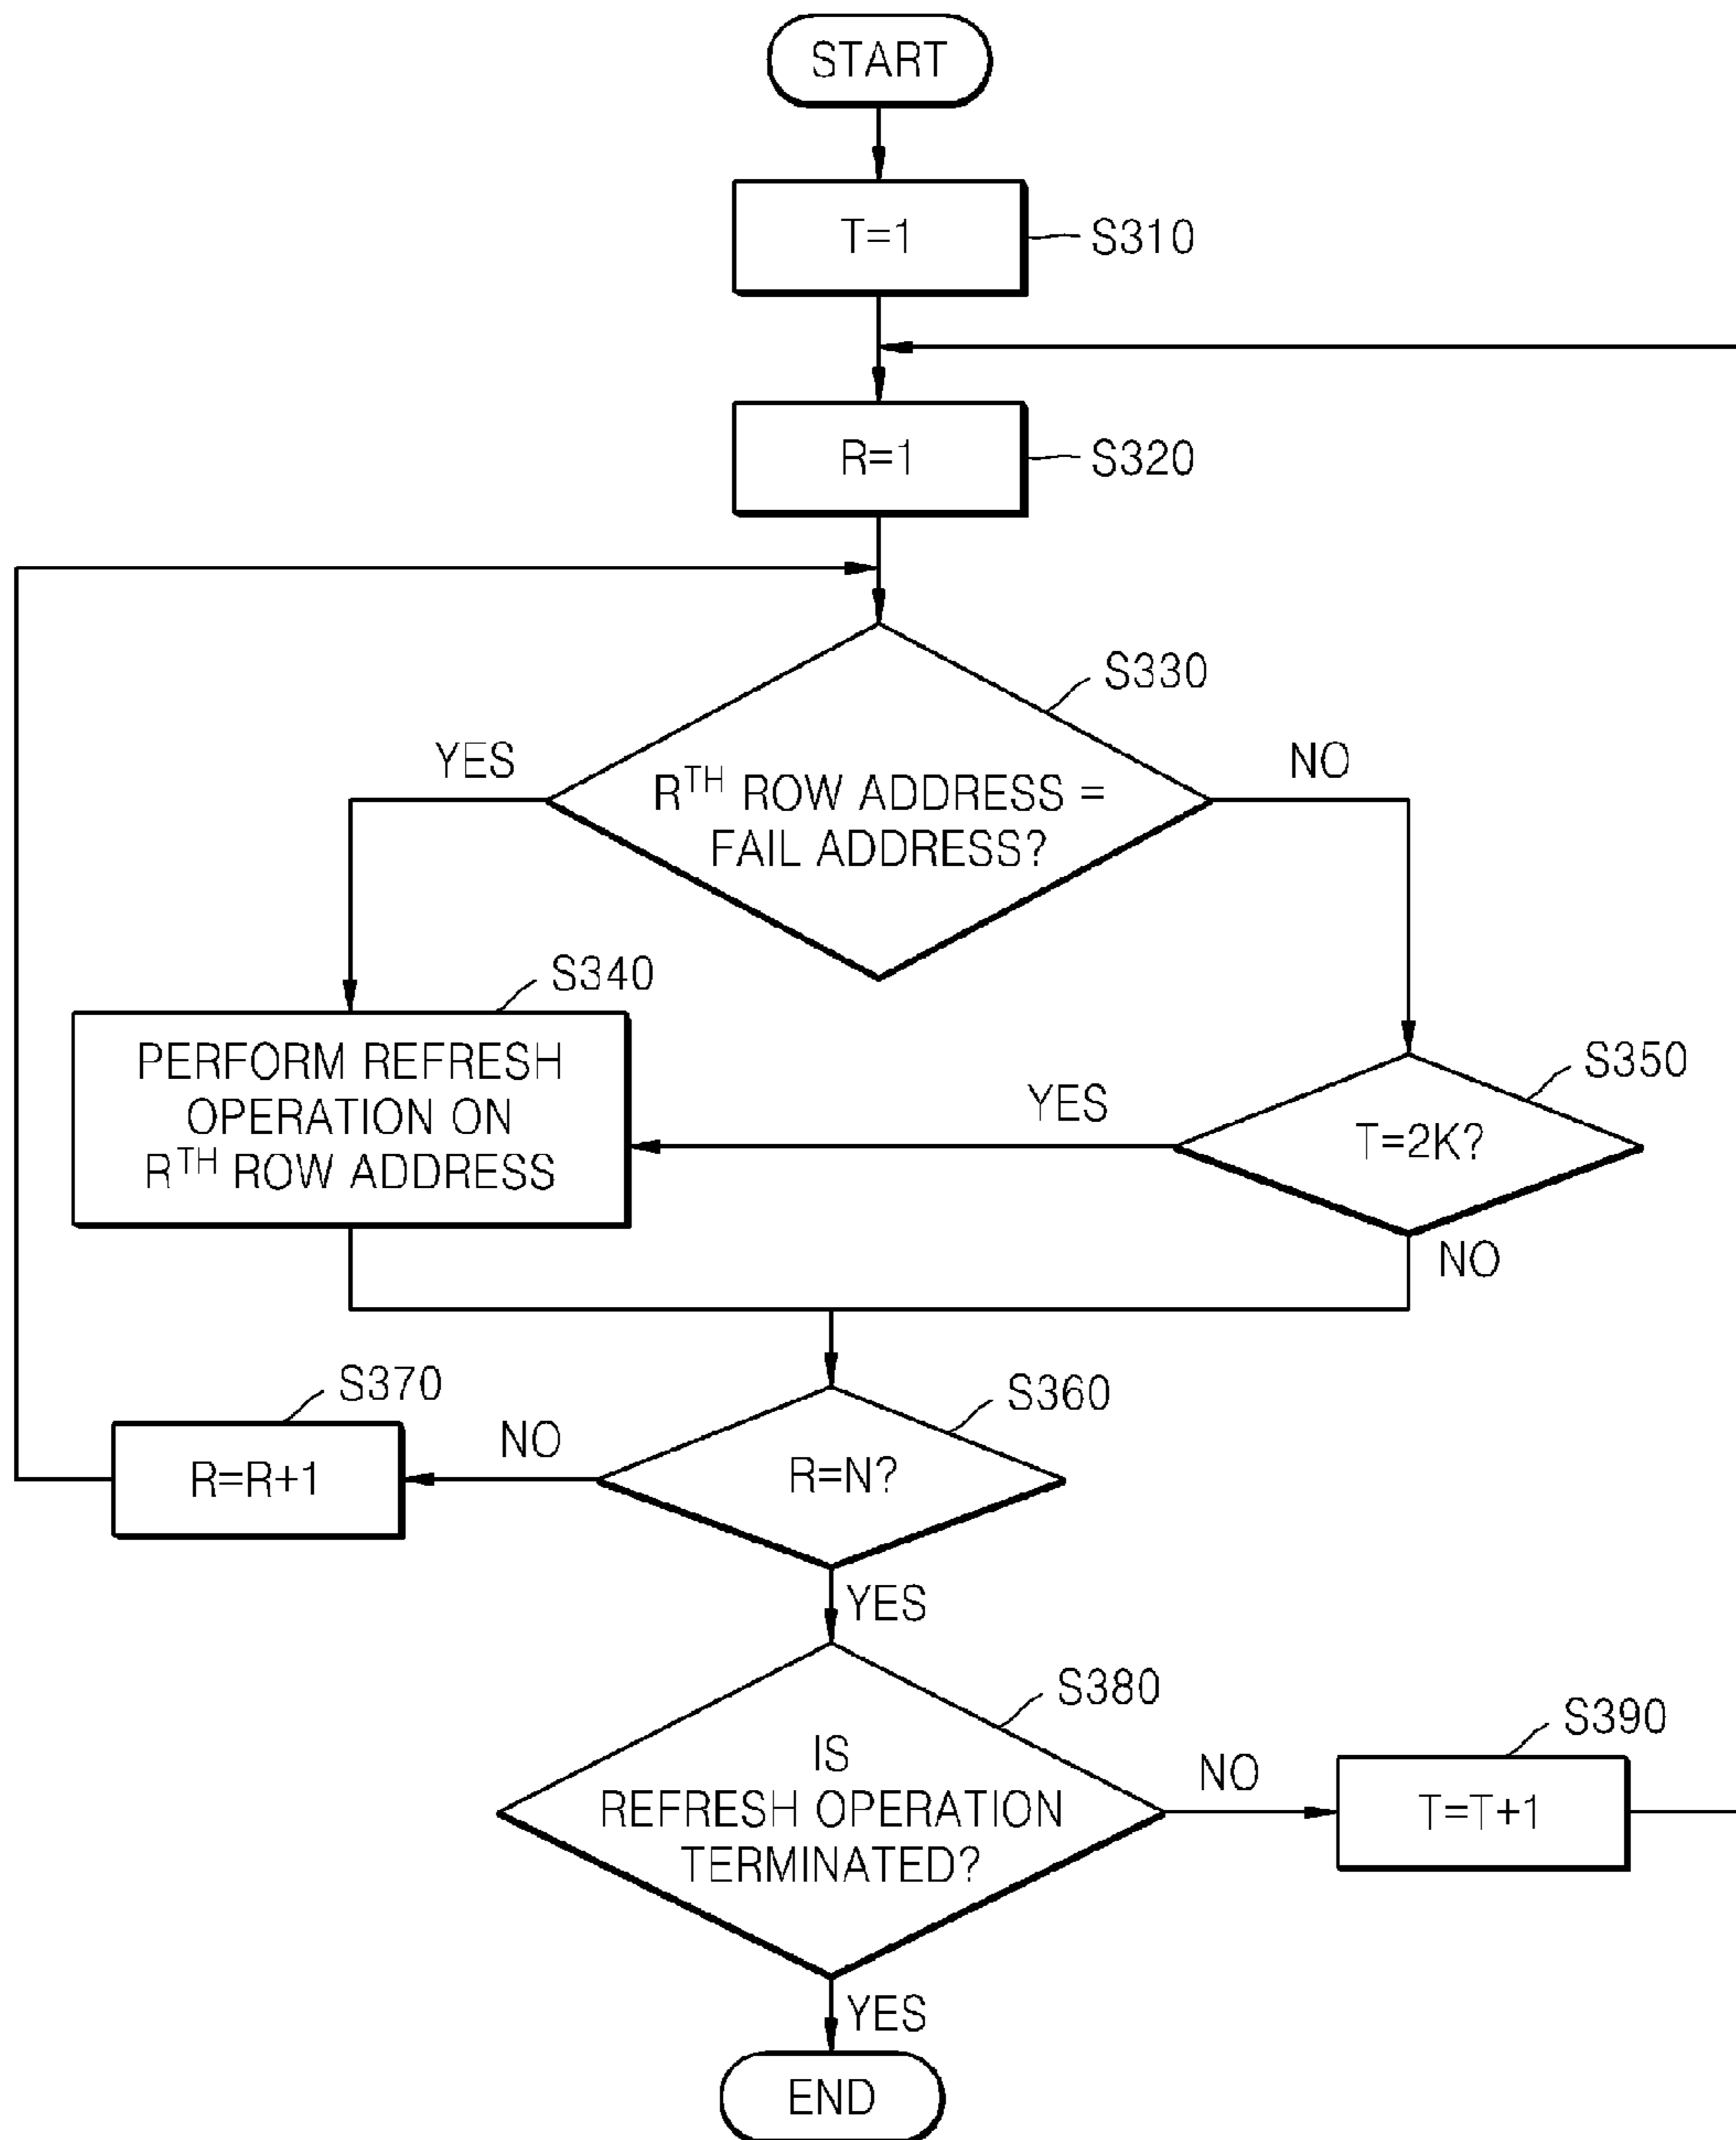 START
T=1
S310
R=1
S320
S330
YES
NO
R^TH ROW ADDRESS =
FAIL ADDRESS?
S340
PERFORM REFRESH
OPERATION ON
R^TH ROW ADDRESS
S350
YES
T=2K?
NO
S370
S360
NO
R=R+1
R=N?
YES
S380
S390
IS
REFRESH OPERATION
TERMINATED?
NO
T=T+1
YES
END